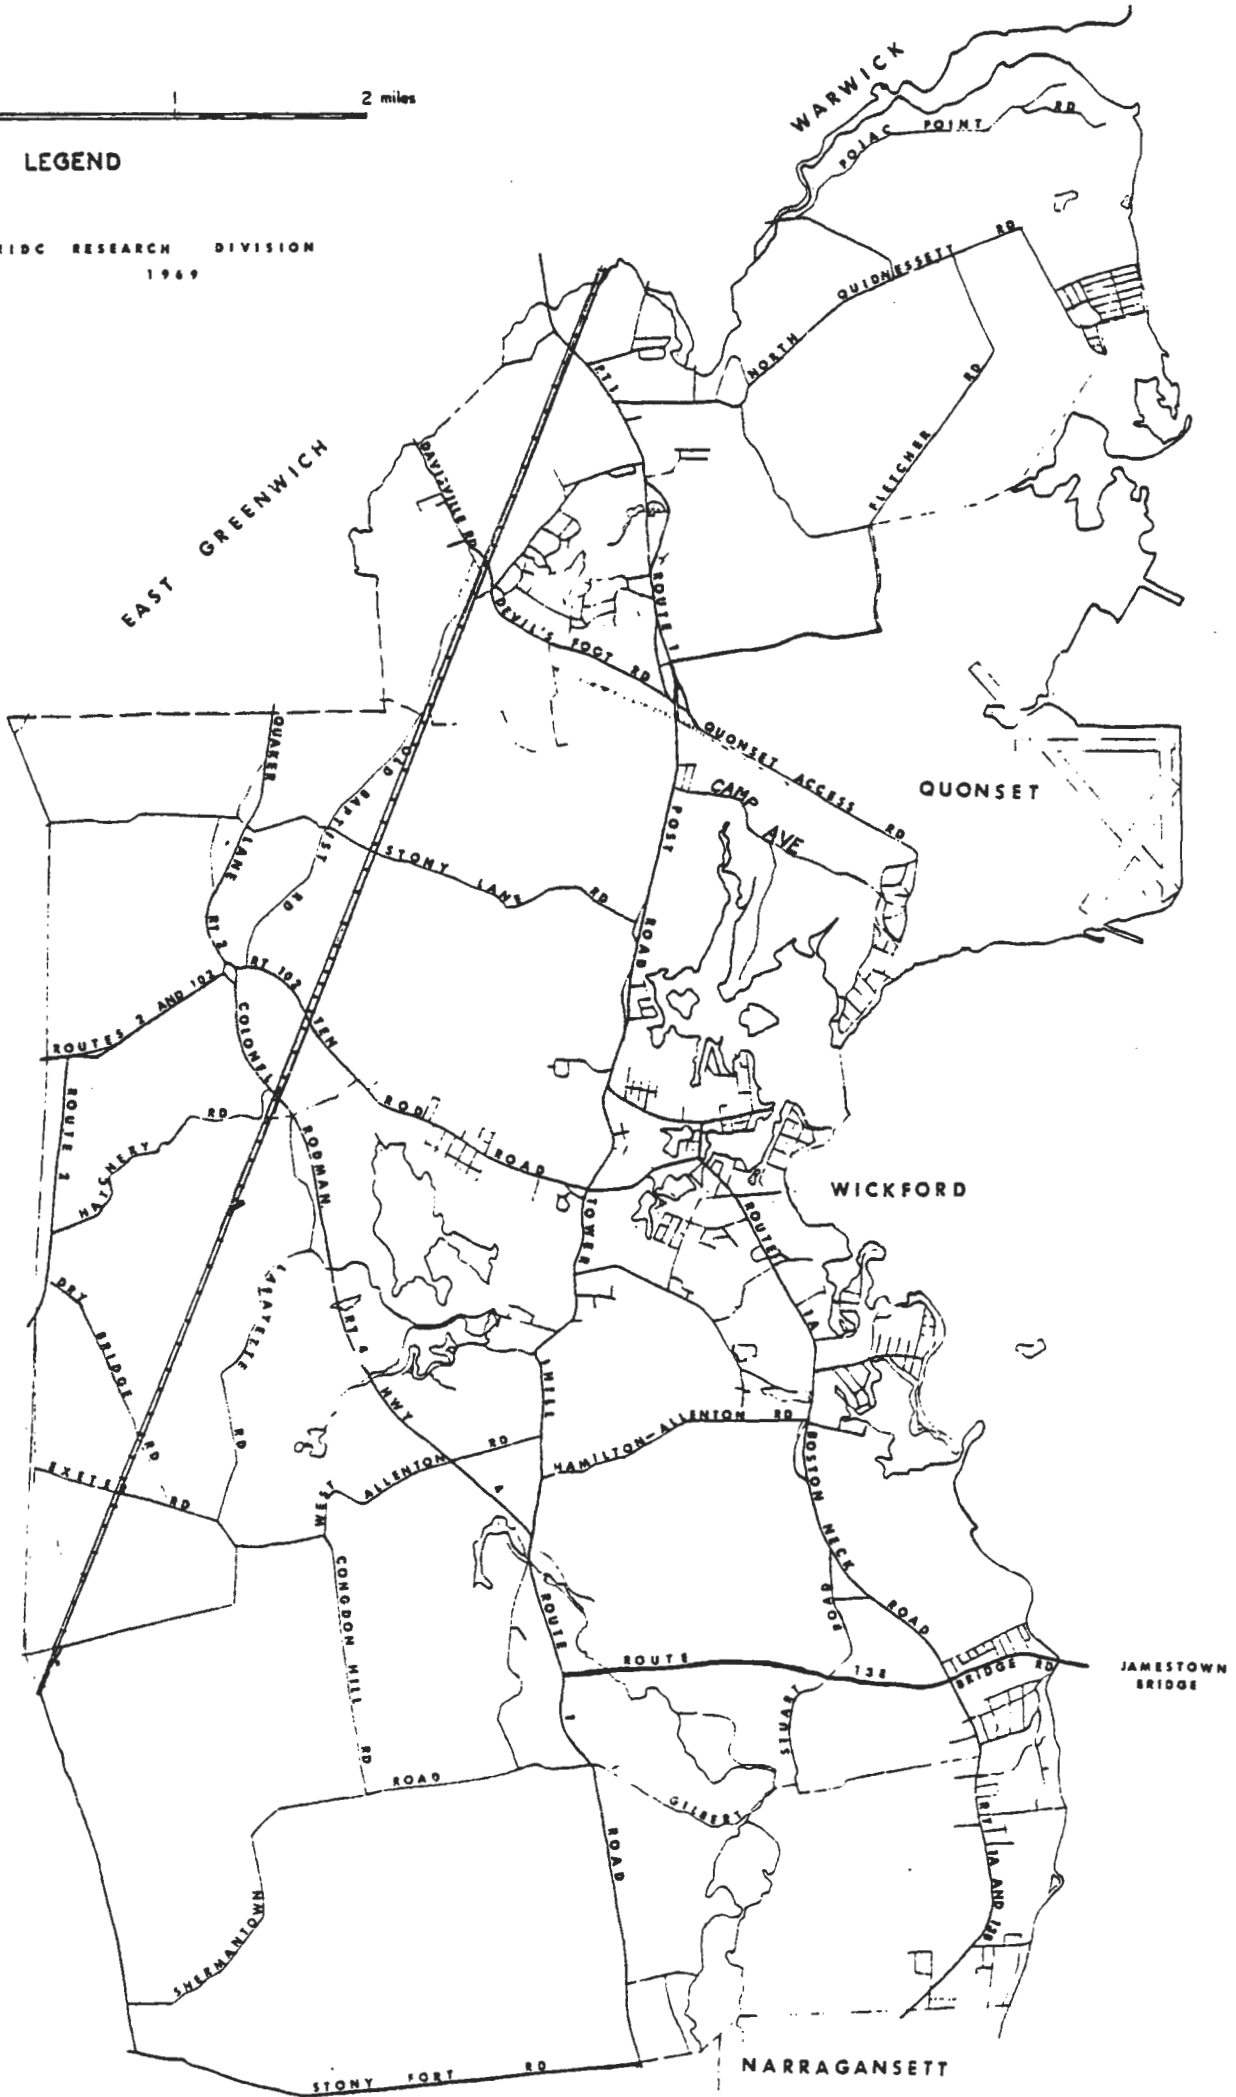 2 miles
LEGEND
RIDC RESEARCH DIVISION
1969
WARWICK
POJAC POINT RD
NORTH QUIDNESSETT RD
RT 1
FLETCHER RD
EAST GREENWICH
DAVISVILLE RD
ROUTE 1
DEVIL'S FOOT RD
QUAKER LANE
OLD BAPTIST RD
QUONSET ACCESS RD
QUONSET
CAMP AVE
POST ROAD
STONY LANE RD
RT 2
RT 102
ROUTES 2 AND 102
COLONEL RODMAN HWY
TEN ROD ROAD
ROUTE 2
HATCHERY RD
WICKFORD
TOWER HILL
ROUTE 1A
DRY BRIDGE RD
LAFAYETTE RD
RT 4
4
EXETER RD
WEST ALLENTON RD
HAMILTON-ALLENTON RD
BOSTON NECK ROAD
CONGDON HILL RD
ROUTE 1
ROAD
ROUTE 138
BRIDGE RD
JAMESTOWN
BRIDGE
STUART
ROAD
GILBERT
ROAD
RT 1A AND 138
SHERMANTOWN
NARRAGANSETT
STONY FORT RD